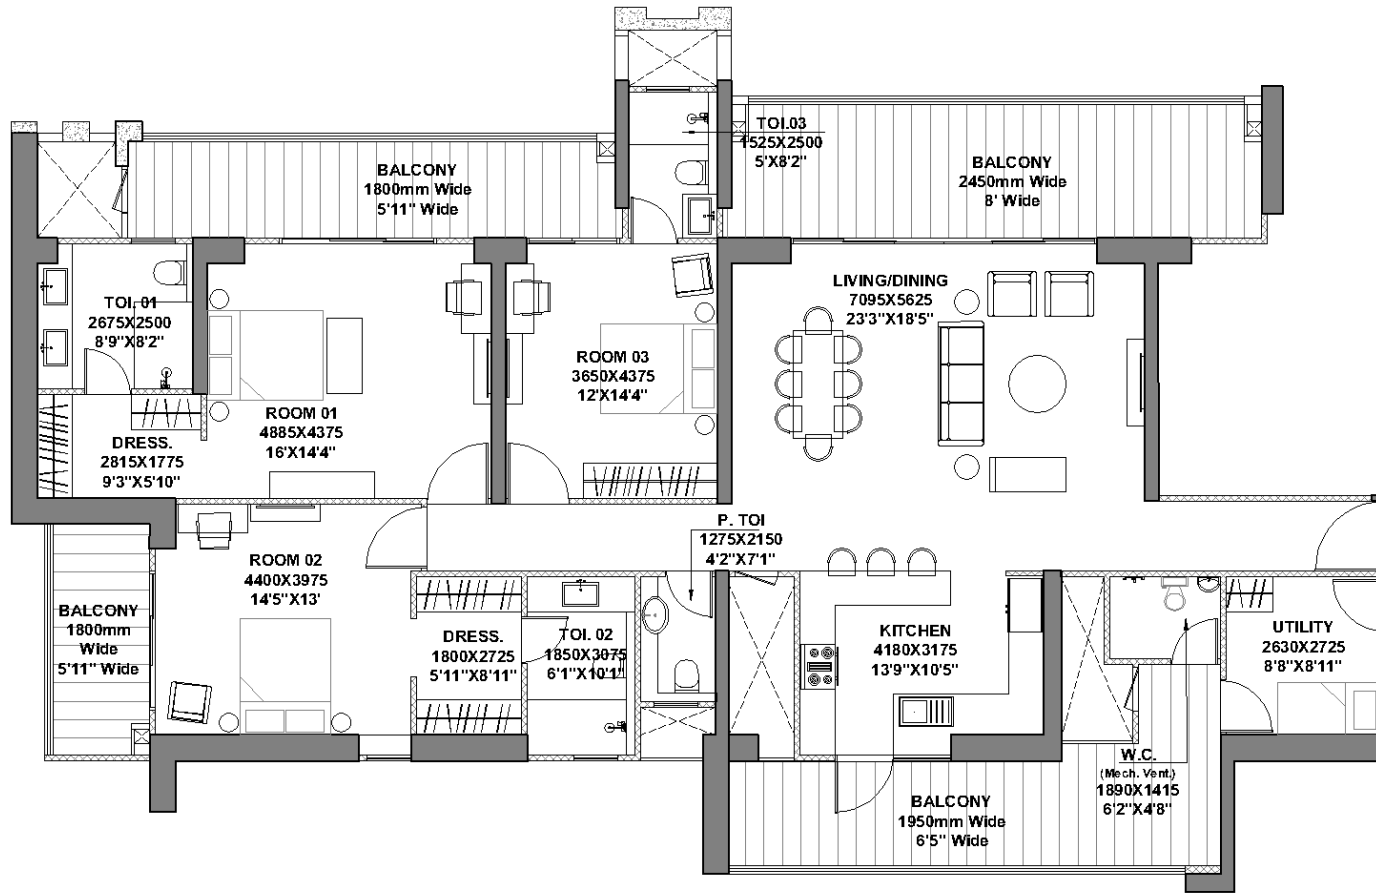 TOI.03
1525X2500
5'X8'2"
BALCONY
1800mm Wide
5'11" Wide
BALCONY
2450mm Wide
8' Wide
TOI. 01
2675X2500
8'9"X8'2"
LIVING/DINING
7095X5625
23'3"X18'5"
ROOM 03
3650X4375
12'X14'4"
ROOM 01
4885X4375
16'X14'4"
DRESS.
2815X1775
9'3"X5'10"
P. TOI
1275X2150
4'2"X7'1"
ROOM 02
4400X3975
14'5"X13'
BALCONY
1800mm
Wide
5'11" Wide
DRESS.
1800X2725
5'11"X8'11"
TOI. 02
1850X3075
6'1"X10'1"
KITCHEN
4180X3175
13'9"X10'5"
UTILITY
2630X2725
8'8"X8'11"
W.C.
(Mech. Vent.)
1890X1415
6'2"X4'8"
BALCONY
1950mm Wide
6'5" Wide